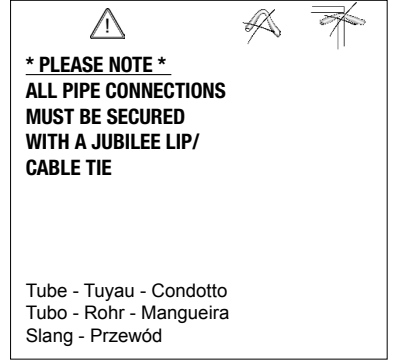 * PLEASE NOTE *
ALL PIPE CONNECTIONS
MUST BE SECURED
WITH A JUBILEE LIP/
CABLE TIE
Tube - Tuyau - Condotto
Tubo - Rohr - Mangueira
Slang - Przewód